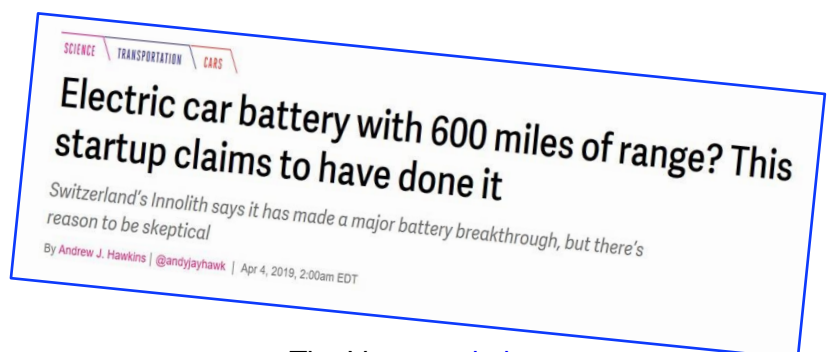 SCIENCE TRANSPORTATION CARS
Electric car battery with 600 miles of range? This
startup claims to have done it
Switzerland's Innolith says it has made a major battery breakthrough, but there's
reason to be skeptical
By Andrew J. Hawkins | @andyjayhawk | Apr 4, 2019, 2:00am EDT